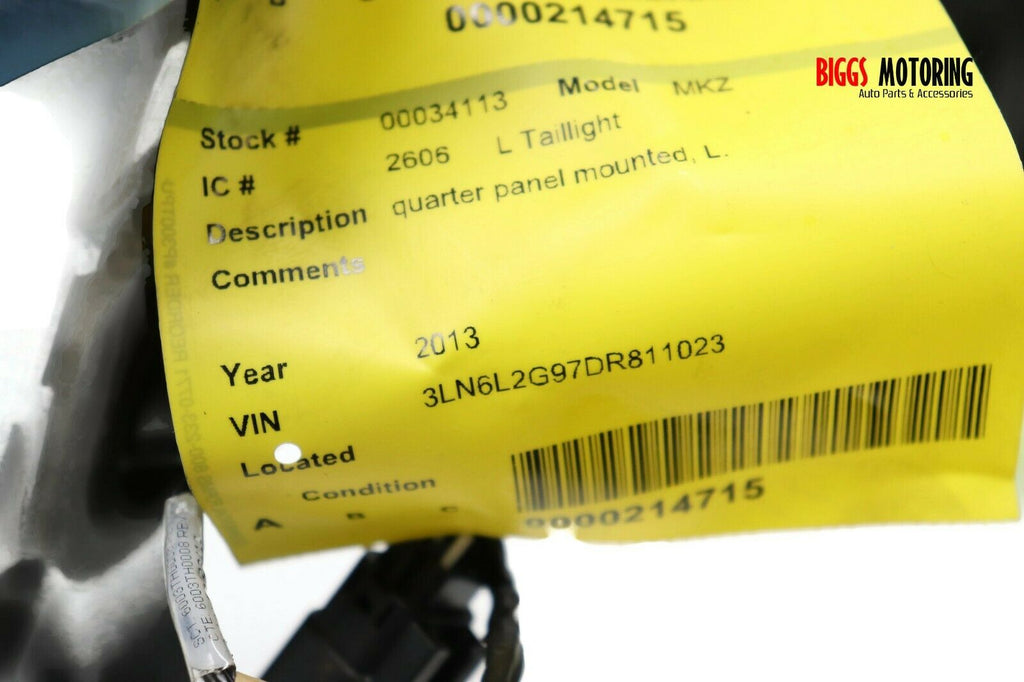 0000214715
BIGGS MOTORING
Auto Parts & Accessories
Stock # 00034113 Model MKZ
IC # 2606 L Taillight
Description quarter panel mounted, L.
Comments
Year 2013
VIN 3LN6L2G97DR811023
Located
Condition
A B C
0000214715